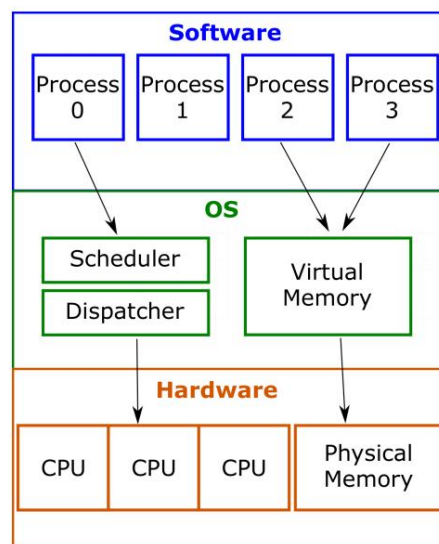 Software
Process
0
Process
1
Process
2
Process
3
OS
Scheduler
Dispatcher
Virtual
Memory
Hardware
CPU
CPU
CPU
Physical
Memory